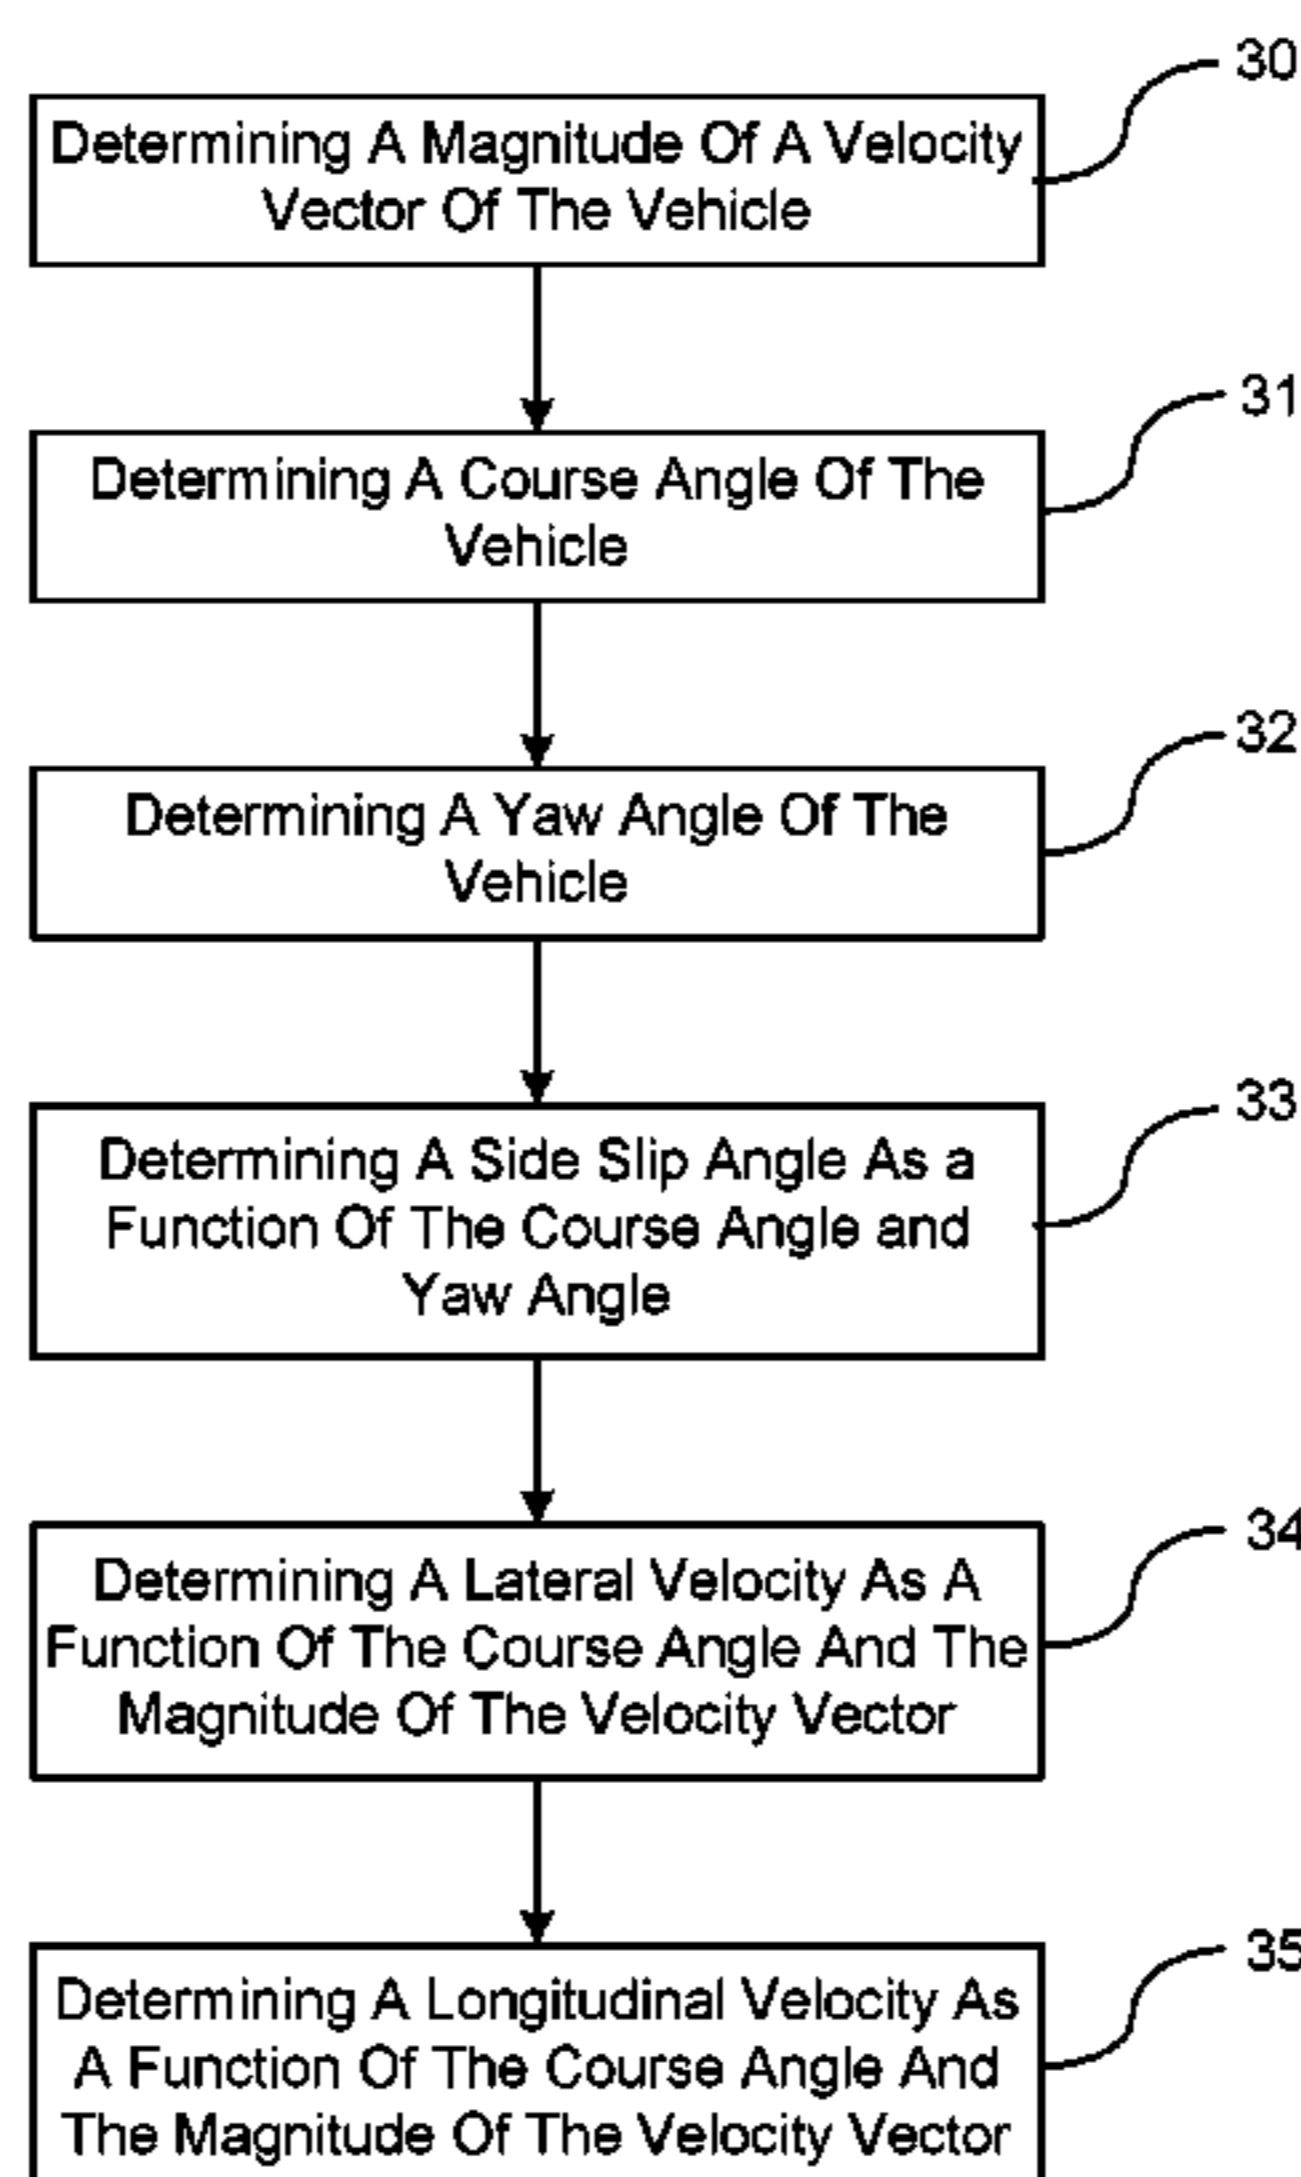 30
Determining A Magnitude Of A Velocity
Vector Of The Vehicle
31
Determining A Course Angle Of The
Vehicle
32
Determining A Yaw Angle Of The
Vehicle
33
Determining A Side Slip Angle As a
Function Of The Course Angle and
Yaw Angle
34
Determining A Lateral Velocity As A
Function Of The Course Angle And The
Magnitude Of The Velocity Vector
35
Determining A Longitudinal Velocity As
A Function Of The Course Angle And
The Magnitude Of The Velocity Vector